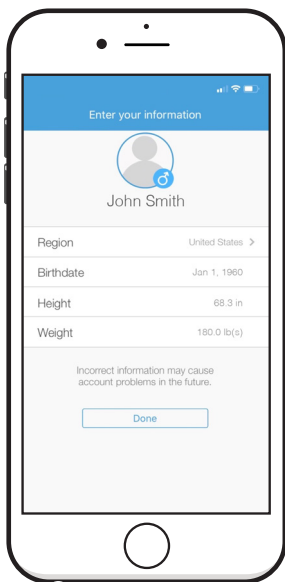 Enter your information
John Smith
Region United States >
Birthdate Jan 1, 1960
Height 68.3 in
Weight 180.0 lb(s)
Incorrect information may cause
account problems in the future.
Done